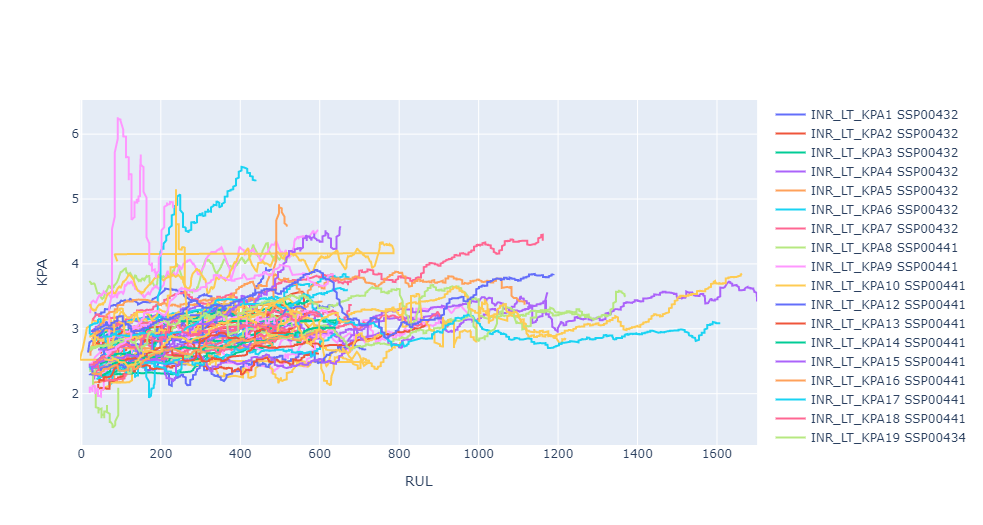 6
5
4
3
2
KPA
0 200 400 600 800 1000 1200 1400 1600
RUL
INR_LT_KPA1 SSP00432
INR_LT_KPA2 SSP00432
INR_LT_KPA3 SSP00432
INR_LT_KPA4 SSP00432
INR_LT_KPA5 SSP00432
INR_LT_KPA6 SSP00432
INR_LT_KPA7 SSP00432
INR_LT_KPA8 SSP00441
INR_LT_KPA9 SSP00441
INR_LT_KPA10 SSP00441
INR_LT_KPA12 SSP00441
INR_LT_KPA13 SSP00441
INR_LT_KPA14 SSP00441
INR_LT_KPA15 SSP00441
INR_LT_KPA16 SSP00441
INR_LT_KPA17 SSP00441
INR_LT_KPA18 SSP00441
INR_LT_KPA19 SSP00434